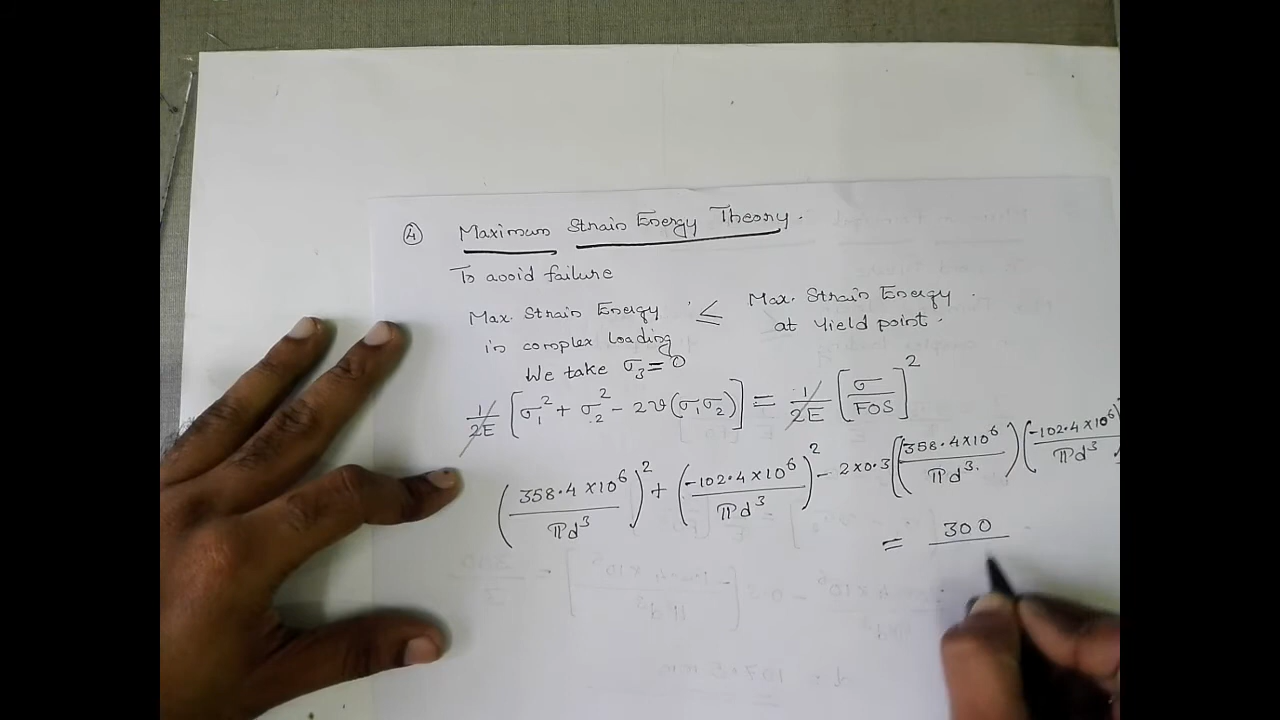 ④ Maximum Strain Energy Theory.
To avoid failure
Max. Strain Energy in complex loading ≤ Max. Strain Energy at yield point.
We take σ₃ = 0
1/2E [σ₁² + σ₂² - 2ν(σ₁σ₂)] = 1/2E [σ/FOS]²
(358.4 × 10⁶/πd³)² + (-102.4 × 10⁶/πd³)² - 2 × 0.3 ((358.4 × 10⁶/πd³)(-102.4 × 10⁶/πd³)
= 300